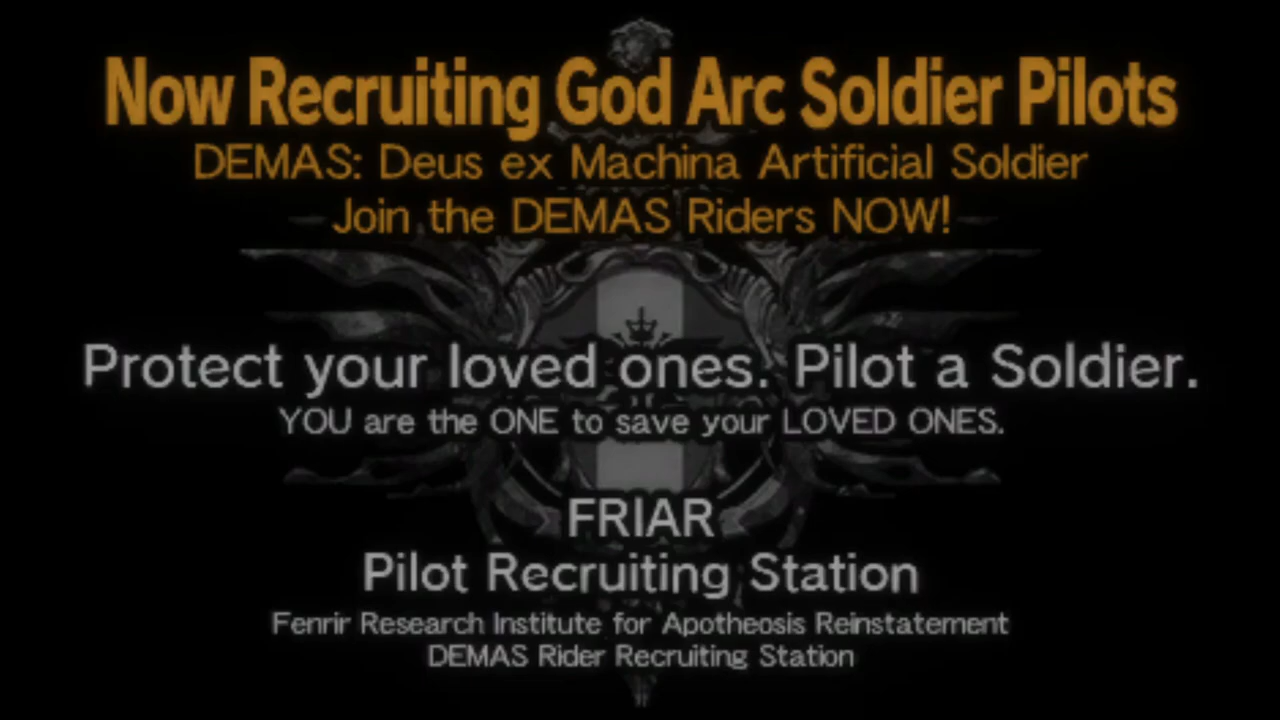 Now Recruiting God Arc Soldier Pilots
DEMAS: Deus ex Machina Artificial Soldier
Join the DEMAS Riders NOW!
Protect your loved ones. Pilot a Soldier.
YOU are the ONE to save your LOVED ONES.
FRIAR
Pilot Recruiting Station
Fenrir Research Institute for Apotheosis Reinstatement
DEMAS Rider Recruiting Station